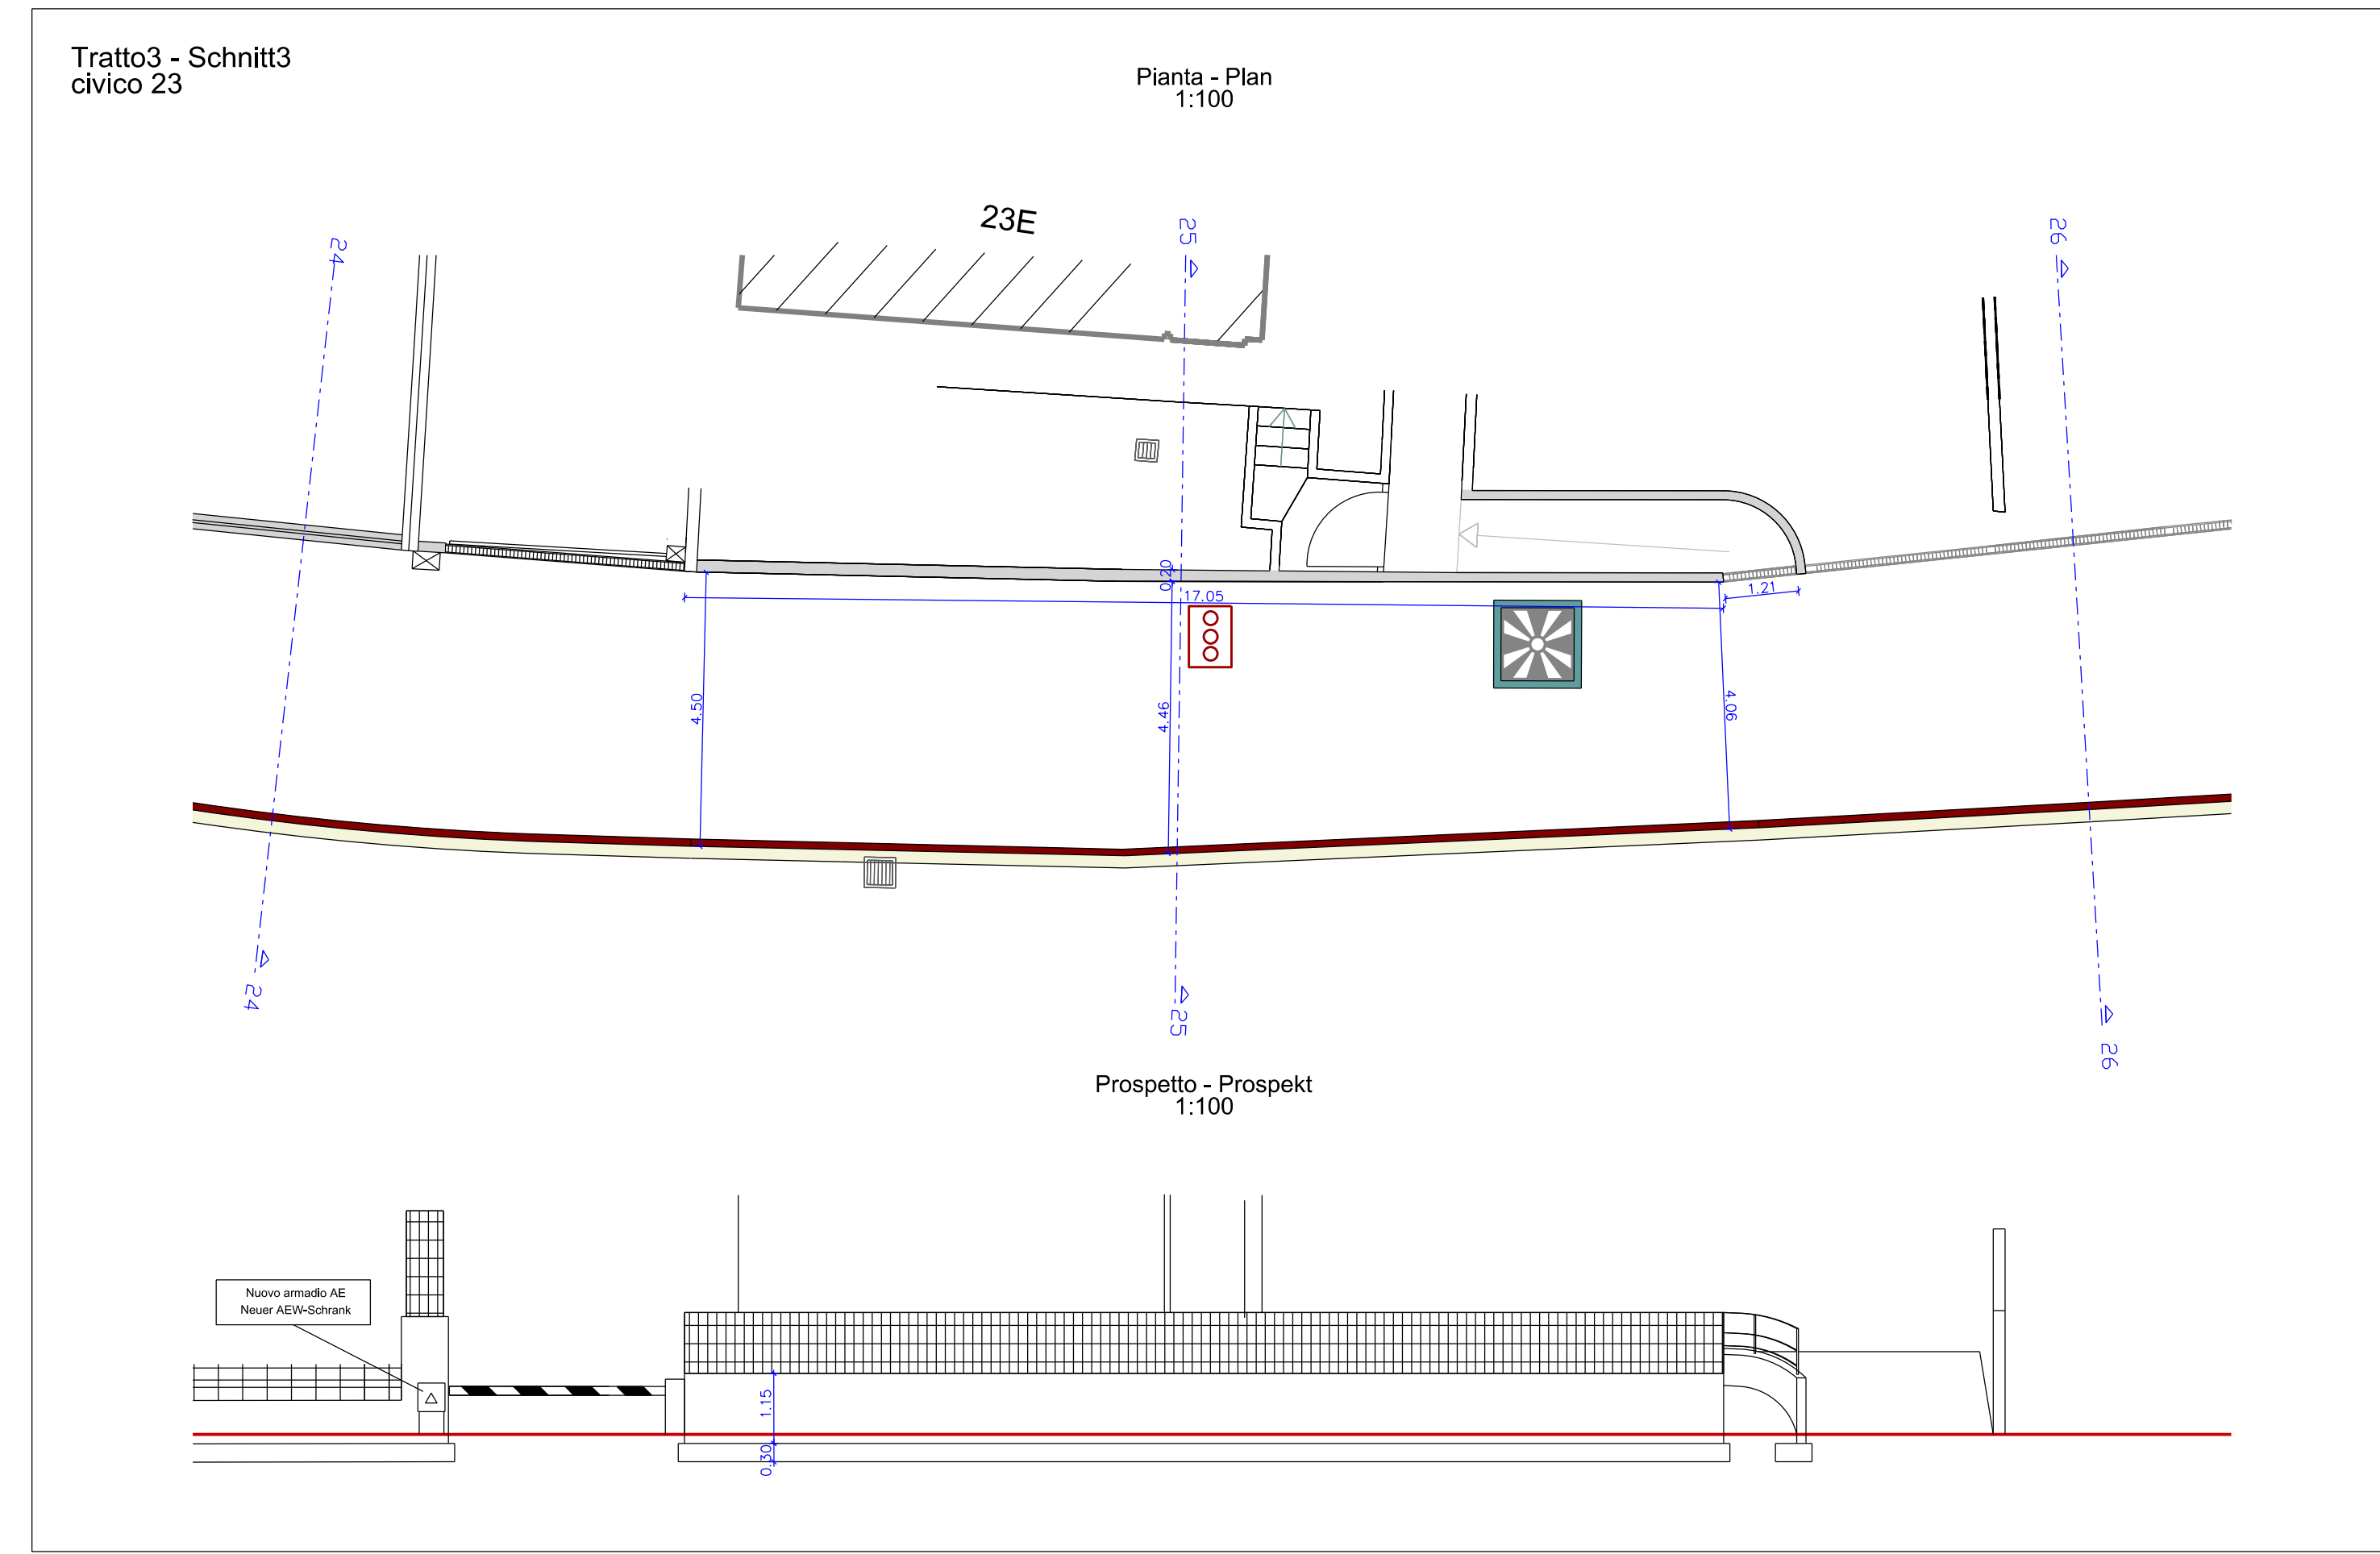 Tratto3 - Schnitt3
civico 23
Pianta - Plan
1:100
23E
24
25
26
0.20
17.05
1.21
4.50
4.46
4.06
24
25
26
Prospetto - Prospekt
1:100
Nuovo armadio AE
Neuer AEW-Schrank
1.15
0.30